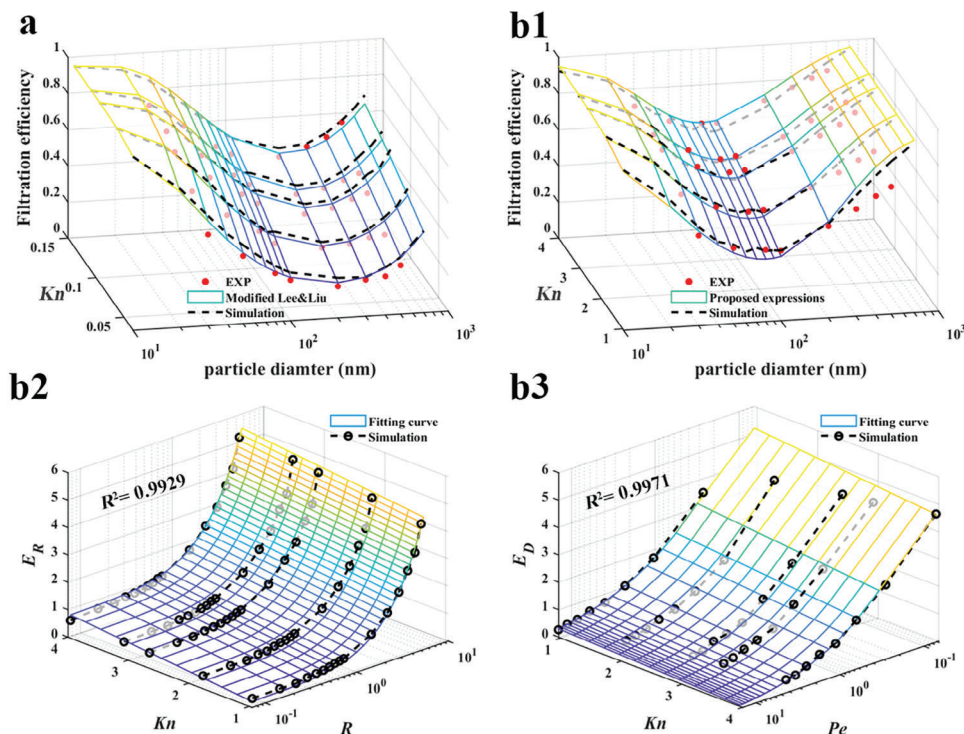 a
Filtration efficiency
1
0.8
0.6
0.4
0.2
0
0.15
0.1
0.05
Kn
10¹
10²
10³
particle diamter (nm)
EXP
Modified Lee&Liu
Simulation
b1
Filtration efficiency
1
0.8
0.6
0.4
0.2
0
4
3
2
1
Kn
10¹
10²
10³
particle diamter (nm)
EXP
Proposed expressions
Simulation
b2
Fitting curve
Simulation
R²= 0.9929
E_R
6
5
4
3
2
1
0
4
3
2
1
Kn
10⁻¹
10⁰
10¹
R
b3
Fitting curve
Simulation
R²= 0.9971
E_D
6
5
4
3
2
1
0
1
2
3
4
Kn
10¹
10⁰
10⁻¹
Pe